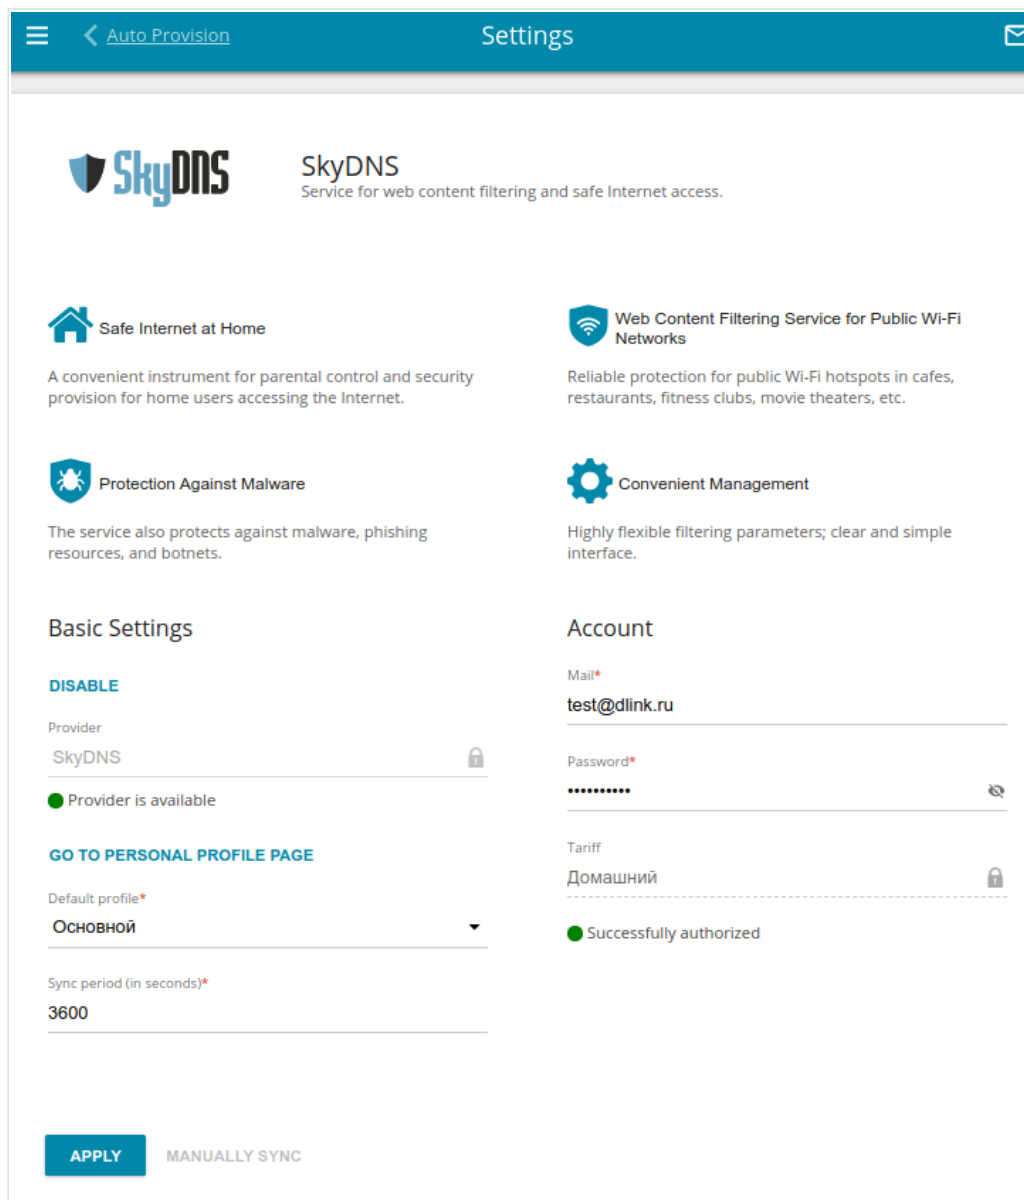 Auto Provision
Settings
SkyDNS
SkyDNS
Service for web content filtering and safe Internet access.
Safe Internet at Home
A convenient instrument for parental control and security
provision for home users accessing the Internet.
Web Content Filtering Service for Public Wi-Fi
Networks
Reliable protection for public Wi-Fi hotspots in cafes,
restaurants, fitness clubs, movie theaters, etc.
Protection Against Malware
The service also protects against malware, phishing
resources, and botnets.
Convenient Management
Highly flexible filtering parameters; clear and simple
interface.
Basic Settings
DISABLE
Provider
SkyDNS
Provider is available
GO TO PERSONAL PROFILE PAGE
Default profile*
Основной
Sync period (in seconds)*
3600
Account
Mail*
test@dlink.ru
Password*
••••••••••
Tariff
Домашний
Successfully authorized
APPLY
MANUALLY SYNC